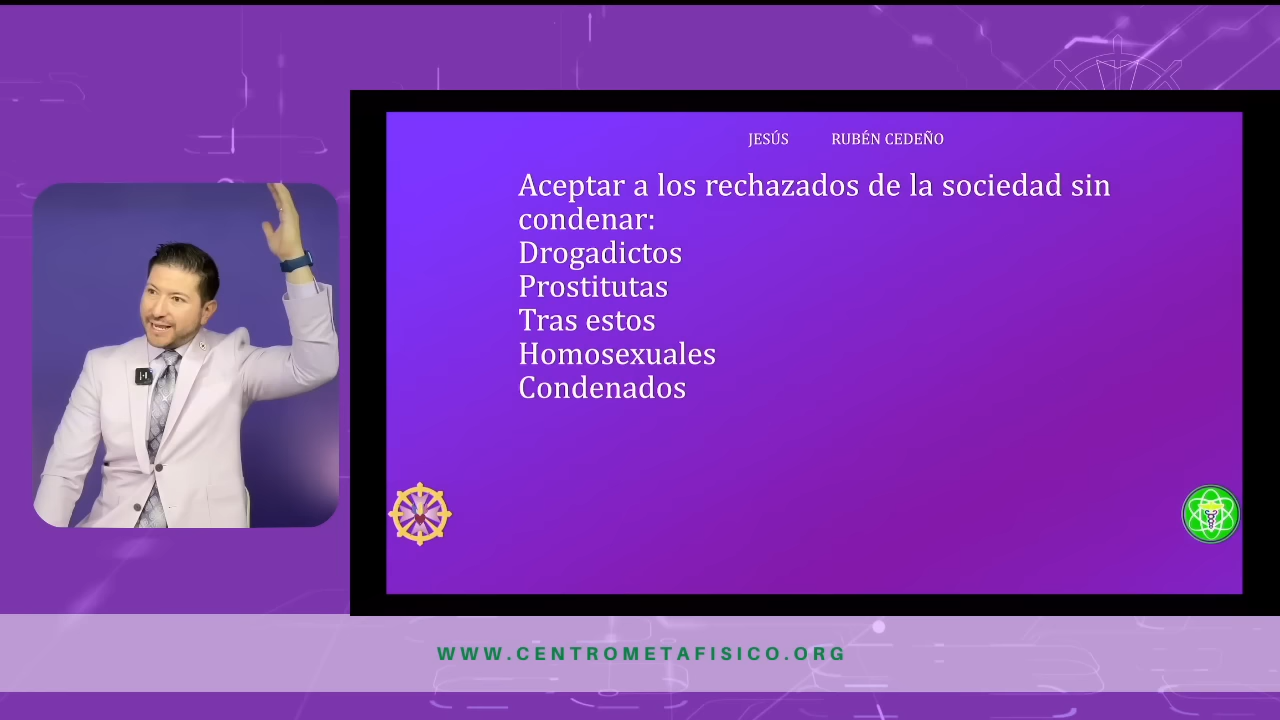 JESÚS RUBÉN CEDEÑO
Aceptar a los rechazados de la sociedad sin
condenar:
Drogadictos
Prostitutas
Tras estos
Homosexuales
Condenados
WWW.CENTROMETAFISICO.ORG